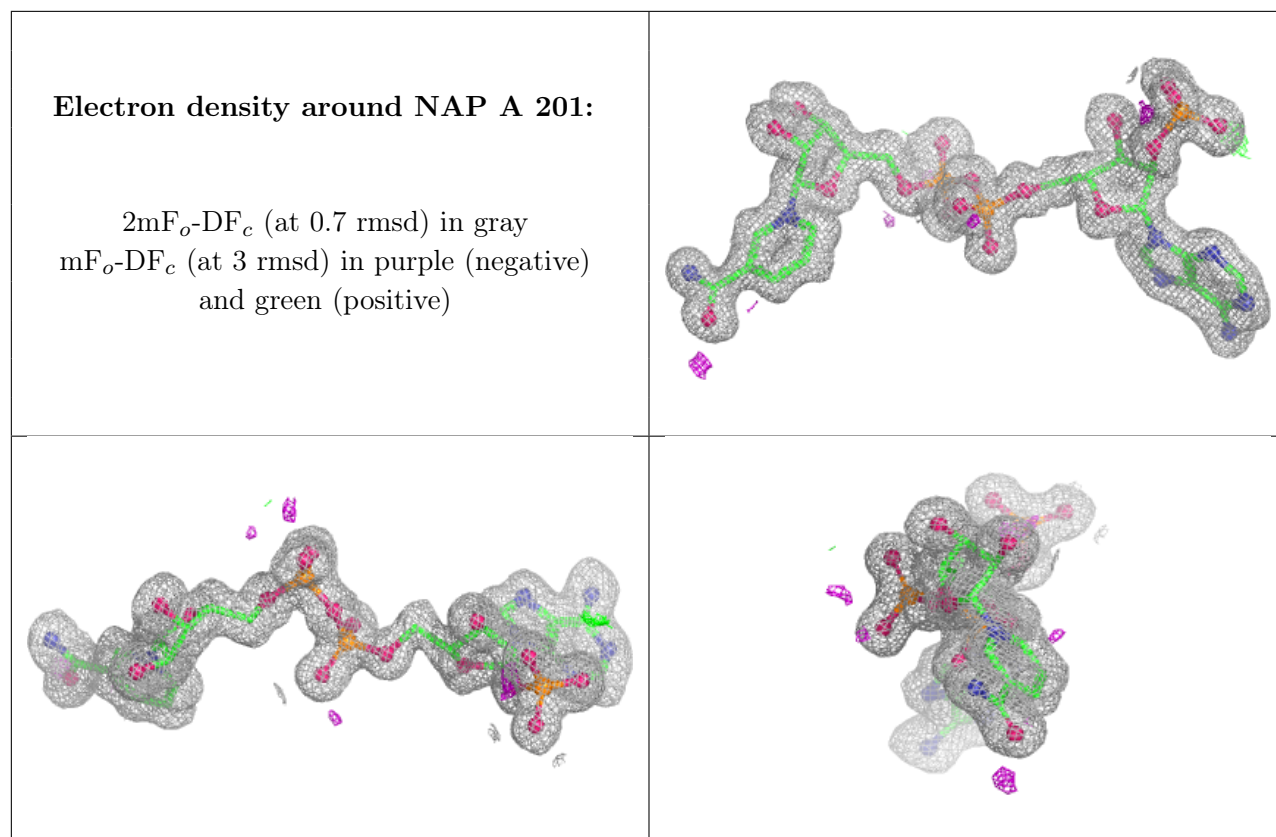 Electron density around NAP A 201:
2mFo-DFc (at 0.7 rmsd) in gray
mFo-DFc (at 3 rmsd) in purple (negative)
and green (positive)